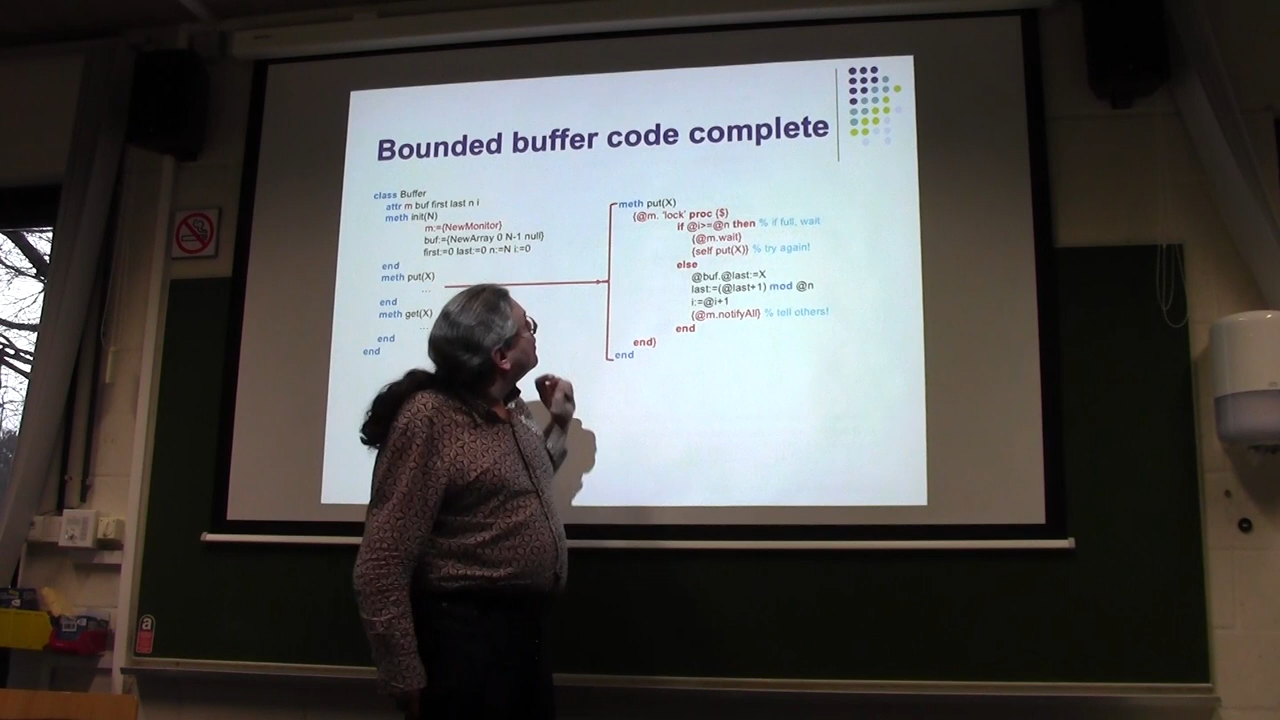 Bounded buffer code complete
class Buffer
attr m buf first last n i
meth init(N)
m:={NewMonitor}
buf:={NewArray 0 N-1 null}
first:=0 last:=0 n:=N i:=0
end
meth put(X)
...
end
meth get(X)
...
end
end
meth put(X)
{@m. 'lock' proc {$}
if @i>=@n then % if full, wait
{@m.wait}
{self put(X)} % try again!
else
@buf.@last:=X
last:=(@last+1) mod @n
i:=@i+1
{@m.notifyAll} % tell others!
end
end}
end
a